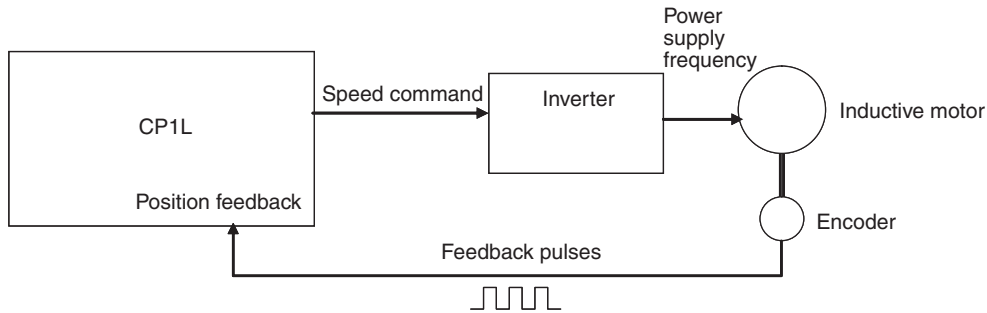 Power
supply
frequency
Speed command
Inverter
Inductive motor
CP1L
Position feedback
Encoder
Feedback pulses